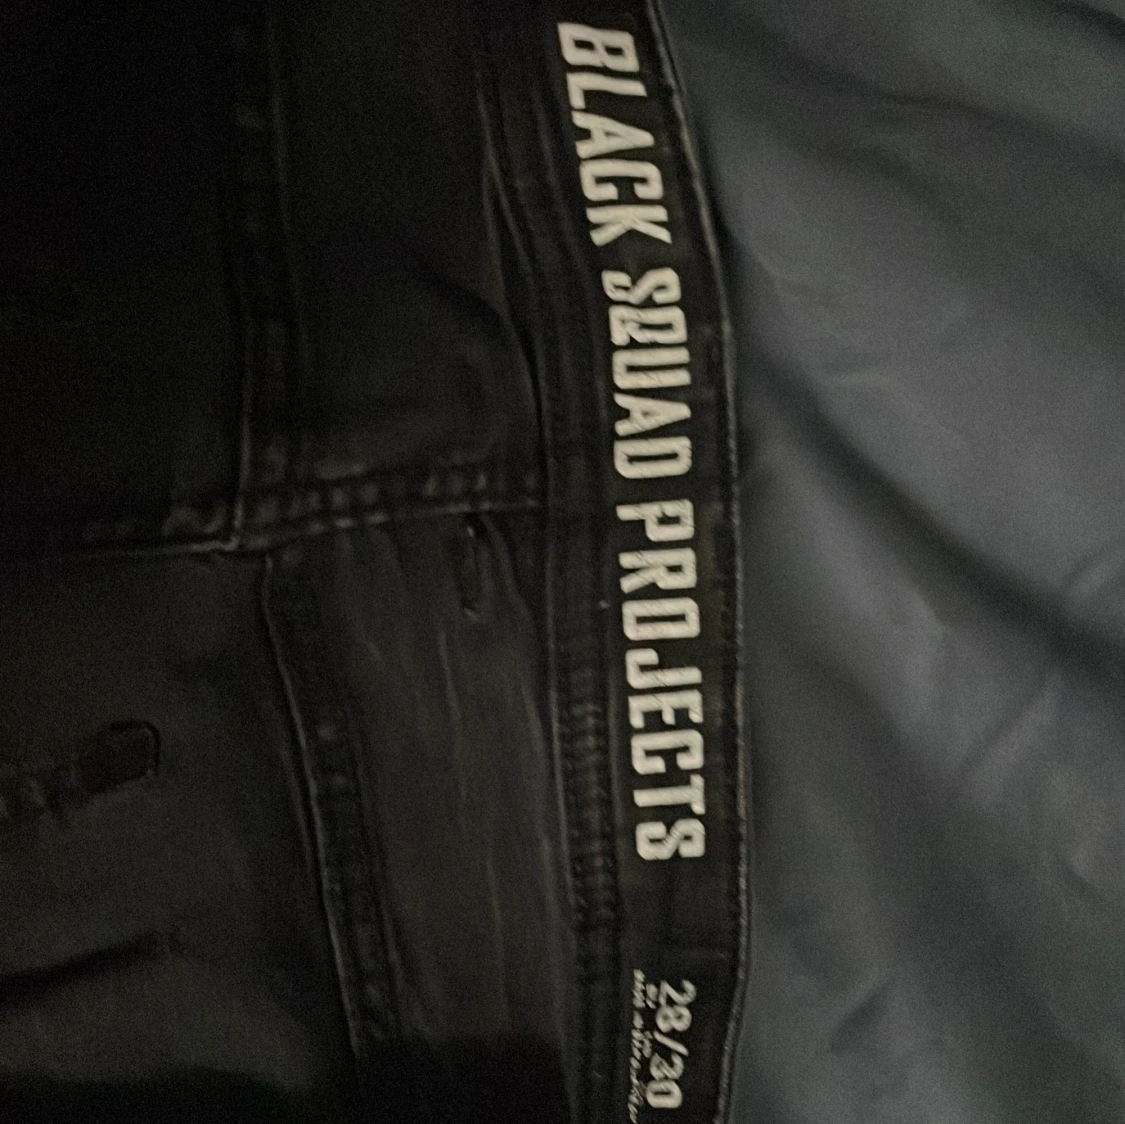 BLACK SQUAD PROJECTS
28/30